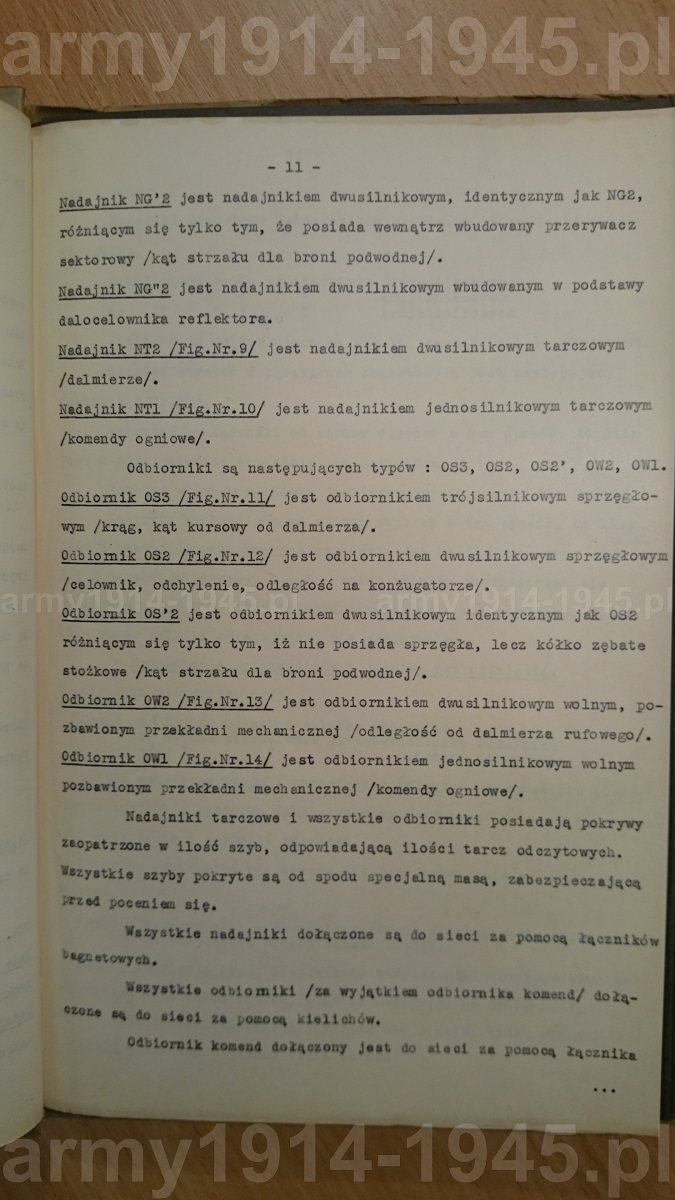 army1914-1945.pl
- 11 -
Nadajnik NG'2 jest nadajnikiem dwusilnikowym, identycznym jak NG2,
różniącym się tylko tym, że posiada wewnątrz wbudowany przerywacz
sektorowy /kąt strzału dla broni podwodnej/.
Nadajnik NG"2 jest nadajnikiem dwusilnikowym wbudowanym w podstawy
dalocelownika reflektora.
Nadajnik NT2 /Fig.Nr.9/ jest nadajnikiem dwusilnikowym tarczowym
/dalmierze/.
Nadajnik NT1 /Fig.Nr.10/ jest nadajnikiem jednosilnikowym tarczowym
/komendy ogniowe/.
Odbiorniki są następujących typów : OS3, OS2, OS2', OW2, OW1.
Odbiornik OS3 /Fig.Nr.11/ jest odbiornikiem trójsilnikowym sprzęgło-
wym /krąg, kąt kursowy od dalmierza/.
Odbiornik OS2 /Fig.Nr.12/ jest odbiornikiem dwusilnikowym sprzęgłowym
/celownik, odchylenie, odległość na konżugatorze/.
army1914-1945.pl army1914-1945.pl
Odbiornik OS'2 jest odbiornikiem dwusilnikowym identycznym jak OS2
różniącym się tylko tym, iż nie posiada sprzęgła, lecz kółko zębate
stożkowe /kąt strzału dla broni podwodnej/.
Odbiornik OW2 /Fig.Nr.13/ jest odbiornikiem dwusilnikowym wolnym, po-
zbawionym przekładni mechanicznej /odległość od dalmierza rufowego/.
Odbiornik OW1 /Fig.Nr.14/ jest odbiornikiem jednosilnikowym wolnym
pozbawionym przekładni mechanicznej /komendy ogniowe/.
Nadajniki tarczowe i wszystkie odbiorniki posiadają pokrywy
zaopatrzone w ilość szyb, odpowiadającą ilości tarcz odczytowych.
Wszystkie szyby pokryte są od spodu specjalną masą, zabezpieczającą
przed poceniem się.
Wszystkie nadajniki dołączone są do sieci za pomocą łączników
bagnetowych.
Wszystkie odbiorniki /za wyjątkiem odbiornika komend/ dołą-
czone są do sieci za pomocą kielichów.
Odbiornik komend dołączony jest do sieci za pomocą łącznika
...
army1914-1945.pl